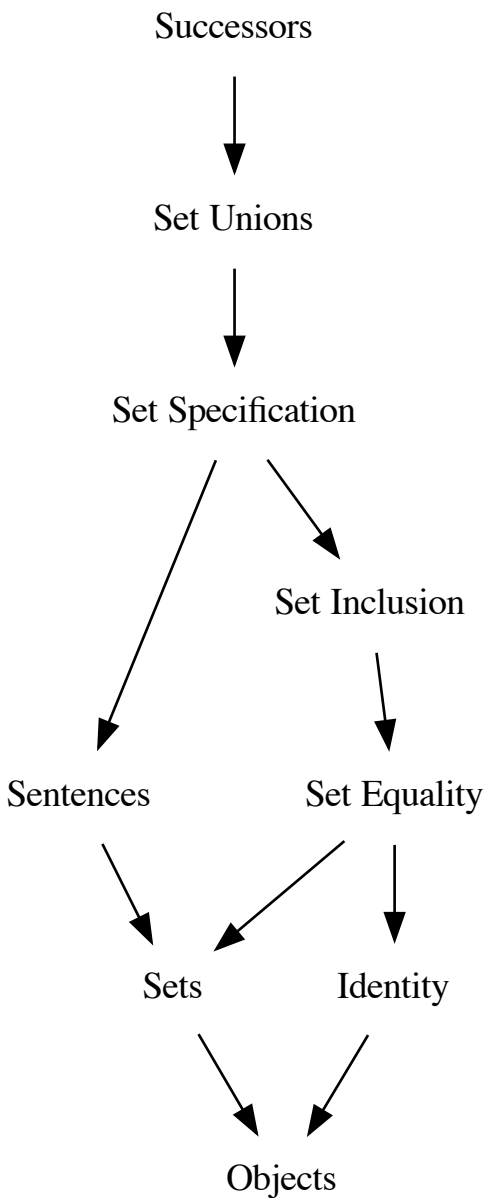 Successors
Set Unions
Set Specification
Set Inclusion
Sentences
Set Equality
Sets
Identity
Objects